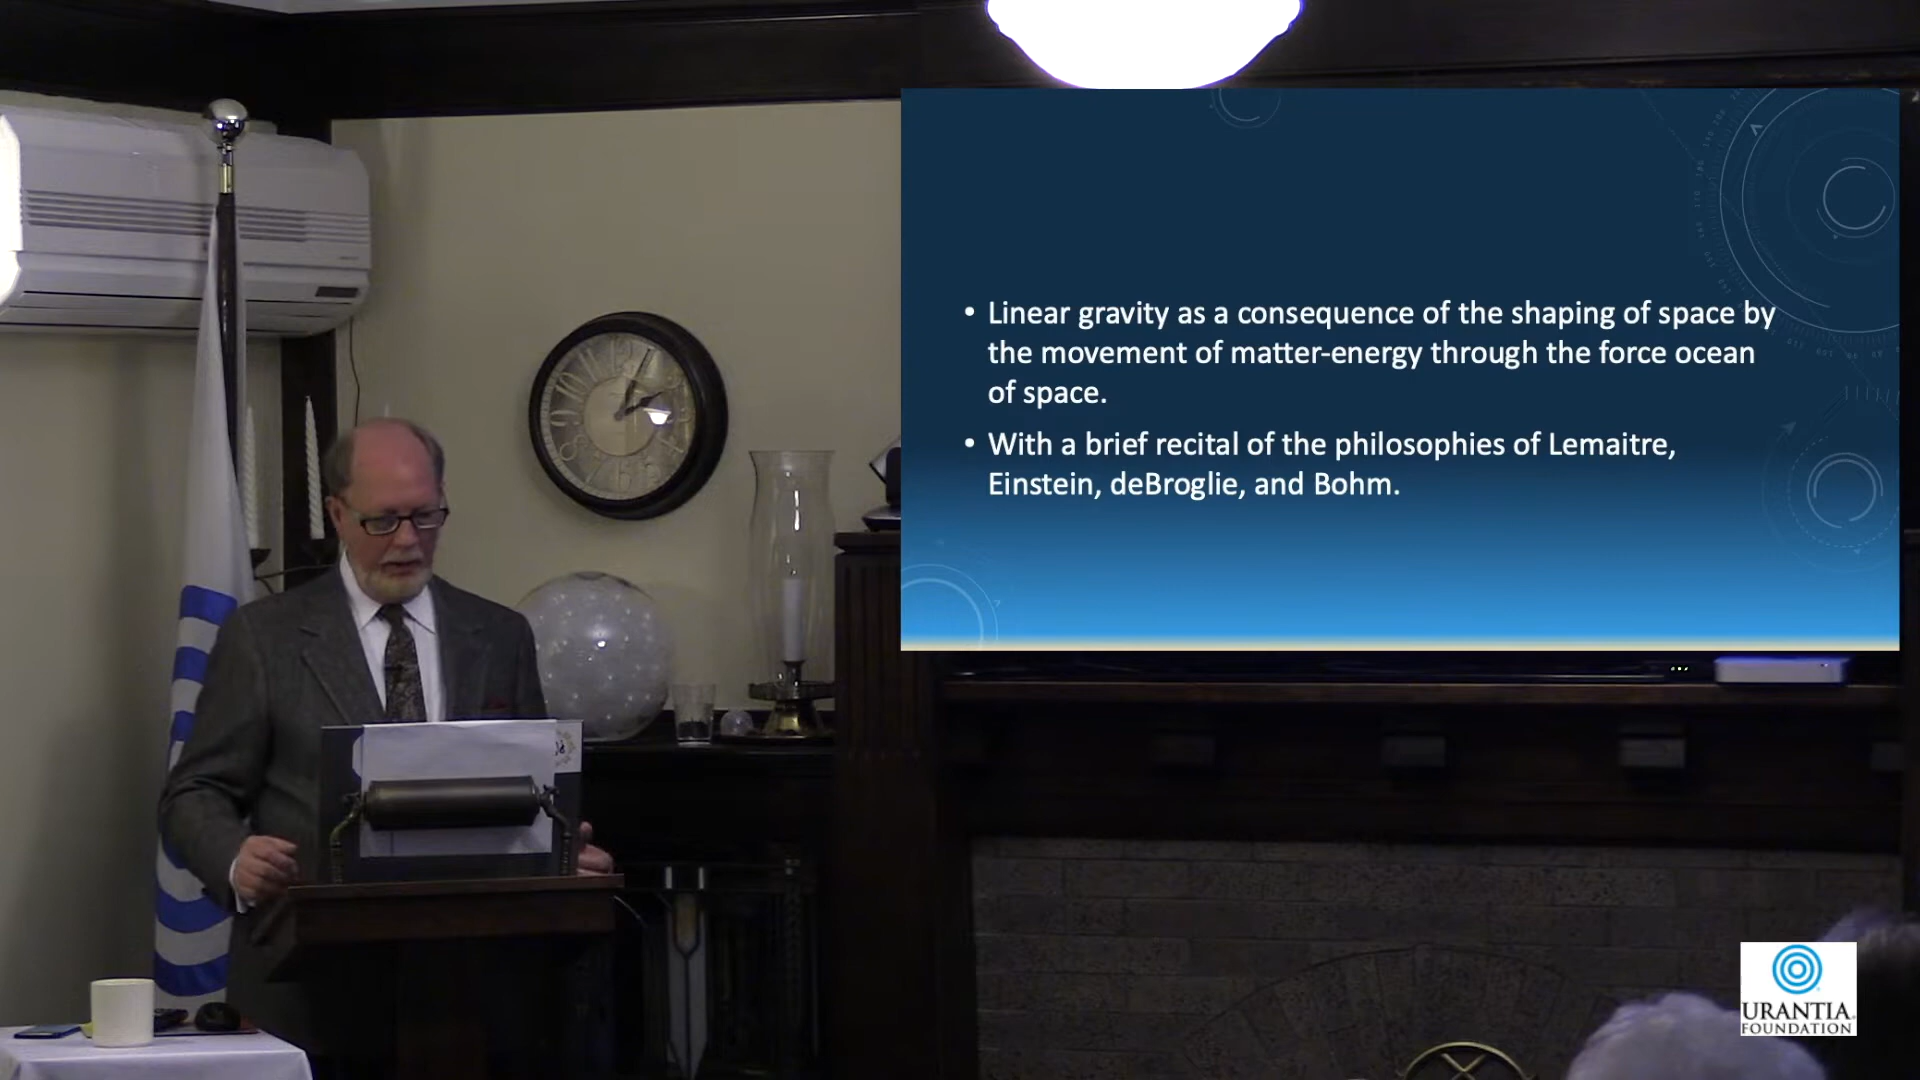 • Linear gravity as a consequence of the shaping of space by
the movement of matter-energy through the force ocean
of space.
• With a brief recital of the philosophies of Lemaitre,
Einstein, deBroglie, and Bohm.
URANTIA
FOUNDATION